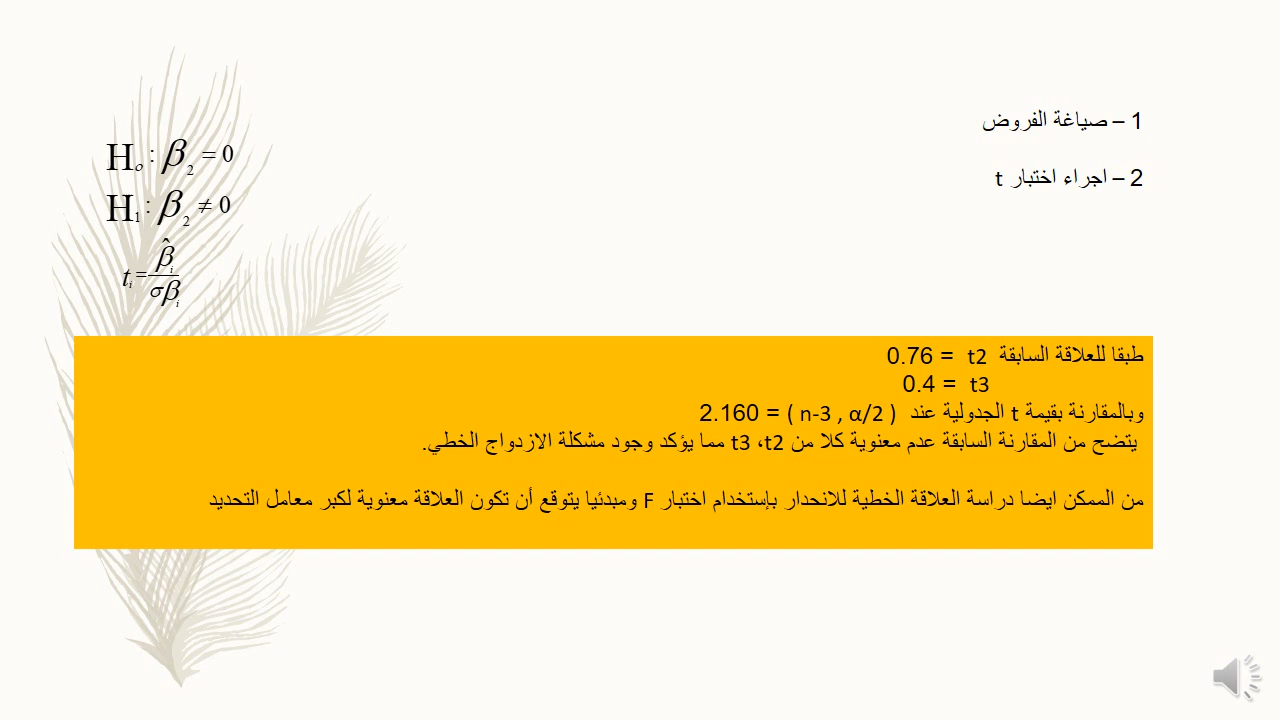 1 – صياغة الفروض
2 – اجراء اختبار t
Hₒ : β₂ = 0
H₁ : β₂ ≠ 0
tᵢ = β̂ᵢ / σβᵢ
طبقا للعلاقة السابقة t2 = 0.76
t3 = 0.4
وبالمقارنة بقيمة t الجدولية عند ( n-3 , α/2 ) = 2.160
يتضح من المقارنة السابقة عدم معنوية كلا من t2، t3 مما يؤكد وجود مشكلة الازدواج الخطي.
من الممكن ايضا دراسة العلاقة الخطية للانحدار بإستخدام اختبار F ومبدئيا يتوقع أن تكون العلاقة معنوية لكبر معامل التحديد